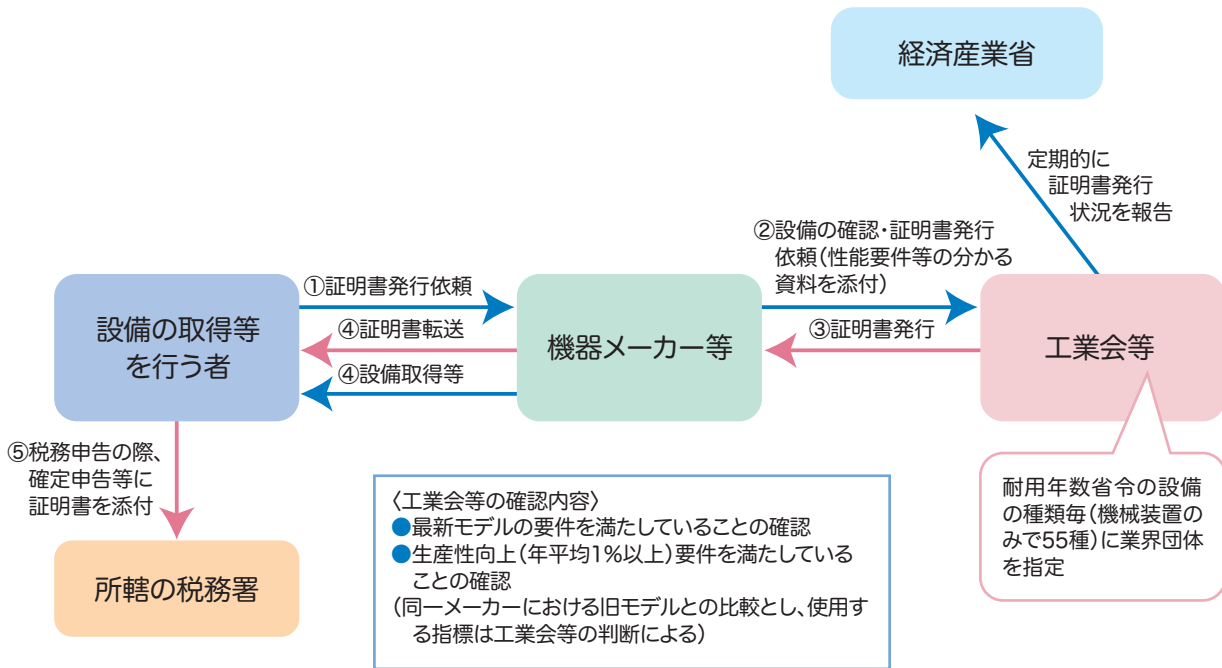 経済産業省
定期的に
証明書発行
状況を報告
②設備の確認・証明書発行
依頼(性能要件等の分かる
資料を添付)
①証明書発行依頼
設備の取得等
を行う者
④証明書転送
機器メーカー等
③証明書発行
工業会等
④設備取得等
⑤税務申告の際、
確定申告等に
証明書を添付
所轄の税務署
〈工業会等の確認内容〉
●最新モデルの要件を満たしていることの確認
●生産性向上(年平均1%以上)要件を満たしている
ことの確認
(同一メーカーにおける旧モデルとの比較とし、使用す
る指標は工業会等の判断による)
耐用年数省令の設備
の種類毎(機械装置の
みで55種)に業界団体
を指定